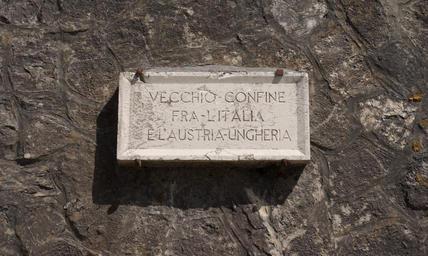 VECCHIO CONFINE
FRA L'ITALIA
E L'AUSTRIA-UNGHERIA